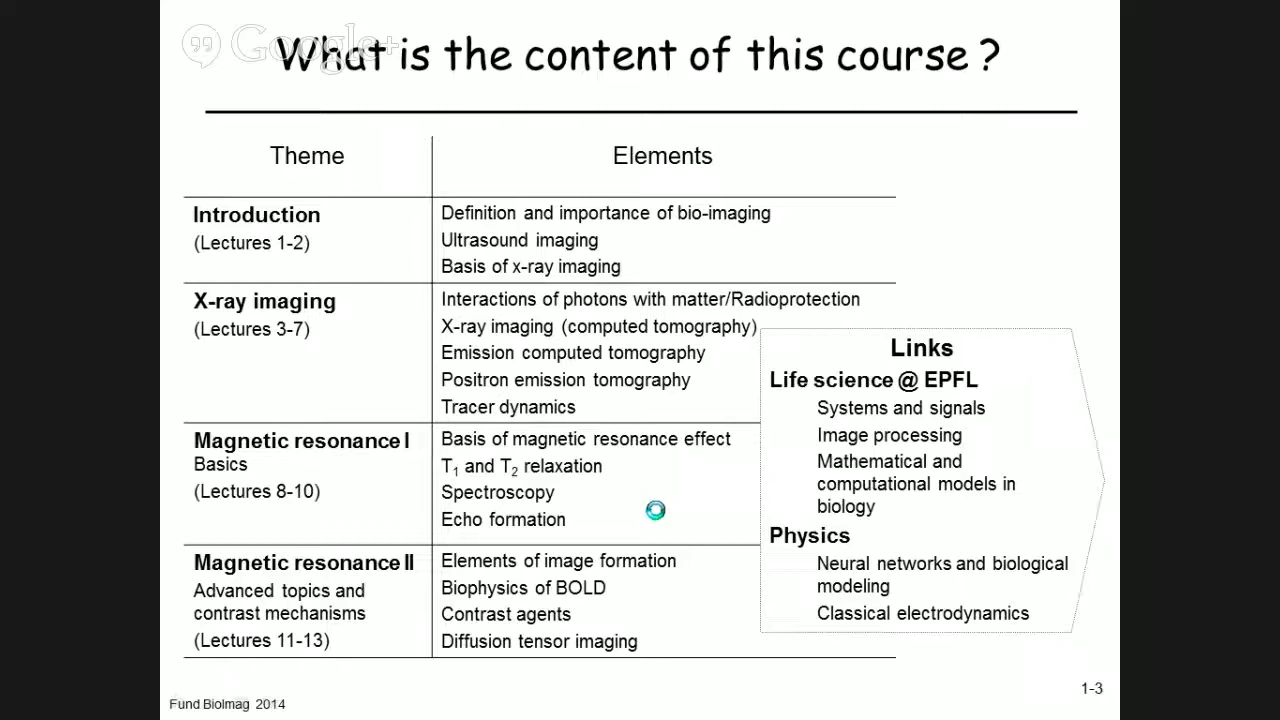 Google+
What is the content of this course ?
Theme
Elements
Introduction
(Lectures 1-2)
Definition and importance of bio-imaging
Ultrasound imaging
Basis of x-ray imaging
X-ray imaging
(Lectures 3-7)
Interactions of photons with matter/Radioprotection
X-ray imaging (computed tomography)
Emission computed tomography
Positron emission tomography
Tracer dynamics
Magnetic resonance I
Basics
(Lectures 8-10)
Basis of magnetic resonance effect
T1 and T2 relaxation
Spectroscopy
Echo formation
Magnetic resonance II
Advanced topics and
contrast mechanisms
(Lectures 11-13)
Elements of image formation
Biophysics of BOLD
Contrast agents
Diffusion tensor imaging
Links
Life science @ EPFL
Systems and signals
Image processing
Mathematical and
computational models in
biology
Physics
Neural networks and biological
modeling
Classical electrodynamics
1-3
Fund BioImag 2014